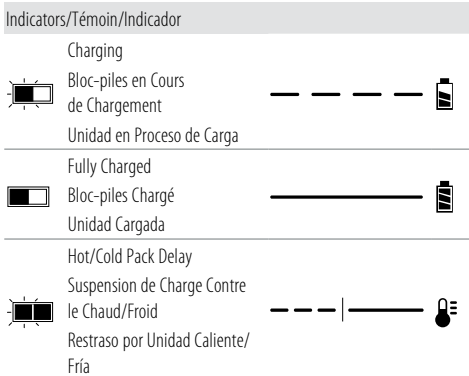 Indicators/Témoin/Indicador
Charging
Bloc-piles en Cours
de Chargement
Unidad en Proceso de Carga
Fully Charged
Bloc-piles Chargé
Unidad Cargada
Hot/Cold Pack Delay
Suspension de Charge Contre
le Chaud/Froid
Restraso por Unidad Caliente/
Fría